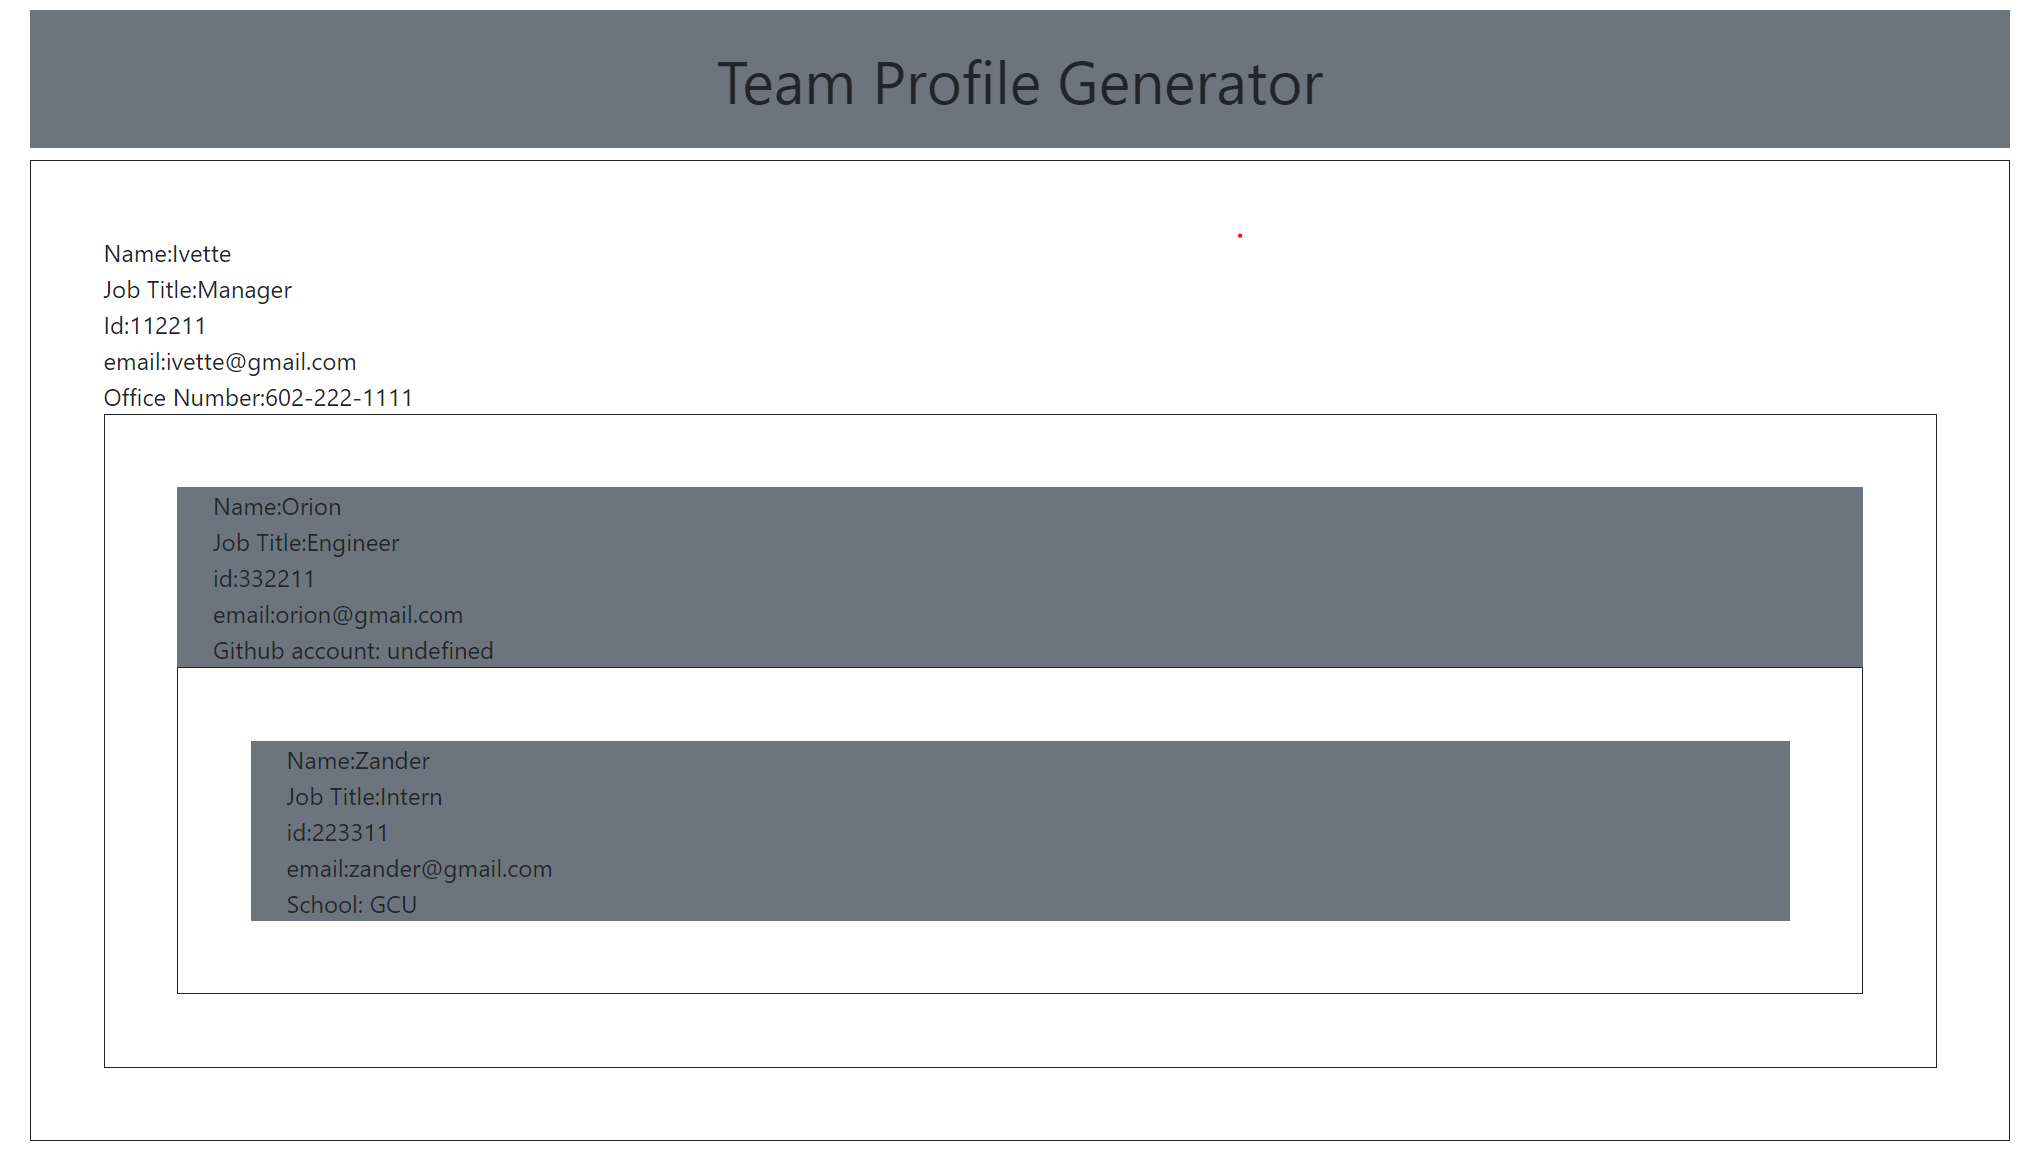 Team Profile Generator
Name:Ivette
Job Title:Manager
Id:112211
email:ivette@gmail.com
Office Number:602-222-1111
Name:Orion
Job Title:Engineer
id:332211
email:orion@gmail.com
Github account: undefined
Name:Zander
Job Title:Intern
id:223311
email:zander@gmail.com
School: GCU